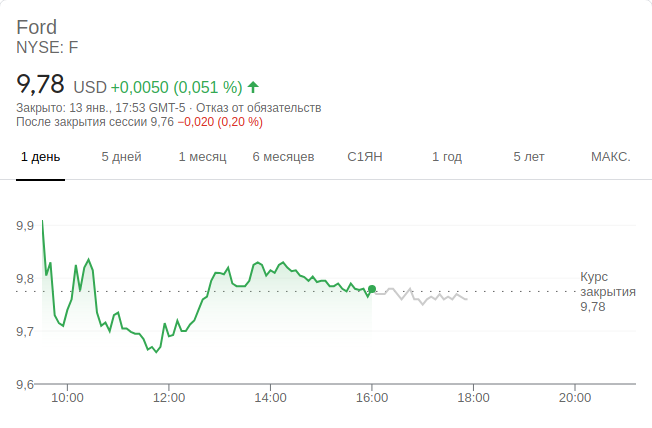 Ford
NYSE: F
9,78 USD +0,0050 (0,051 %)
Закрыто: 13 янв., 17:53 GMT-5 · Отказ от обязательств
После закрытия сессии 9,76 −0,020 (0,20 %)
1 день 5 дней 1 месяц 6 месяцев С1ЯН 1 год 5 лет МАКС.
9,9
9,8
9,7
9,6
Курс
закрытия
9,78
10:00 12:00 14:00 16:00 18:00 20:00